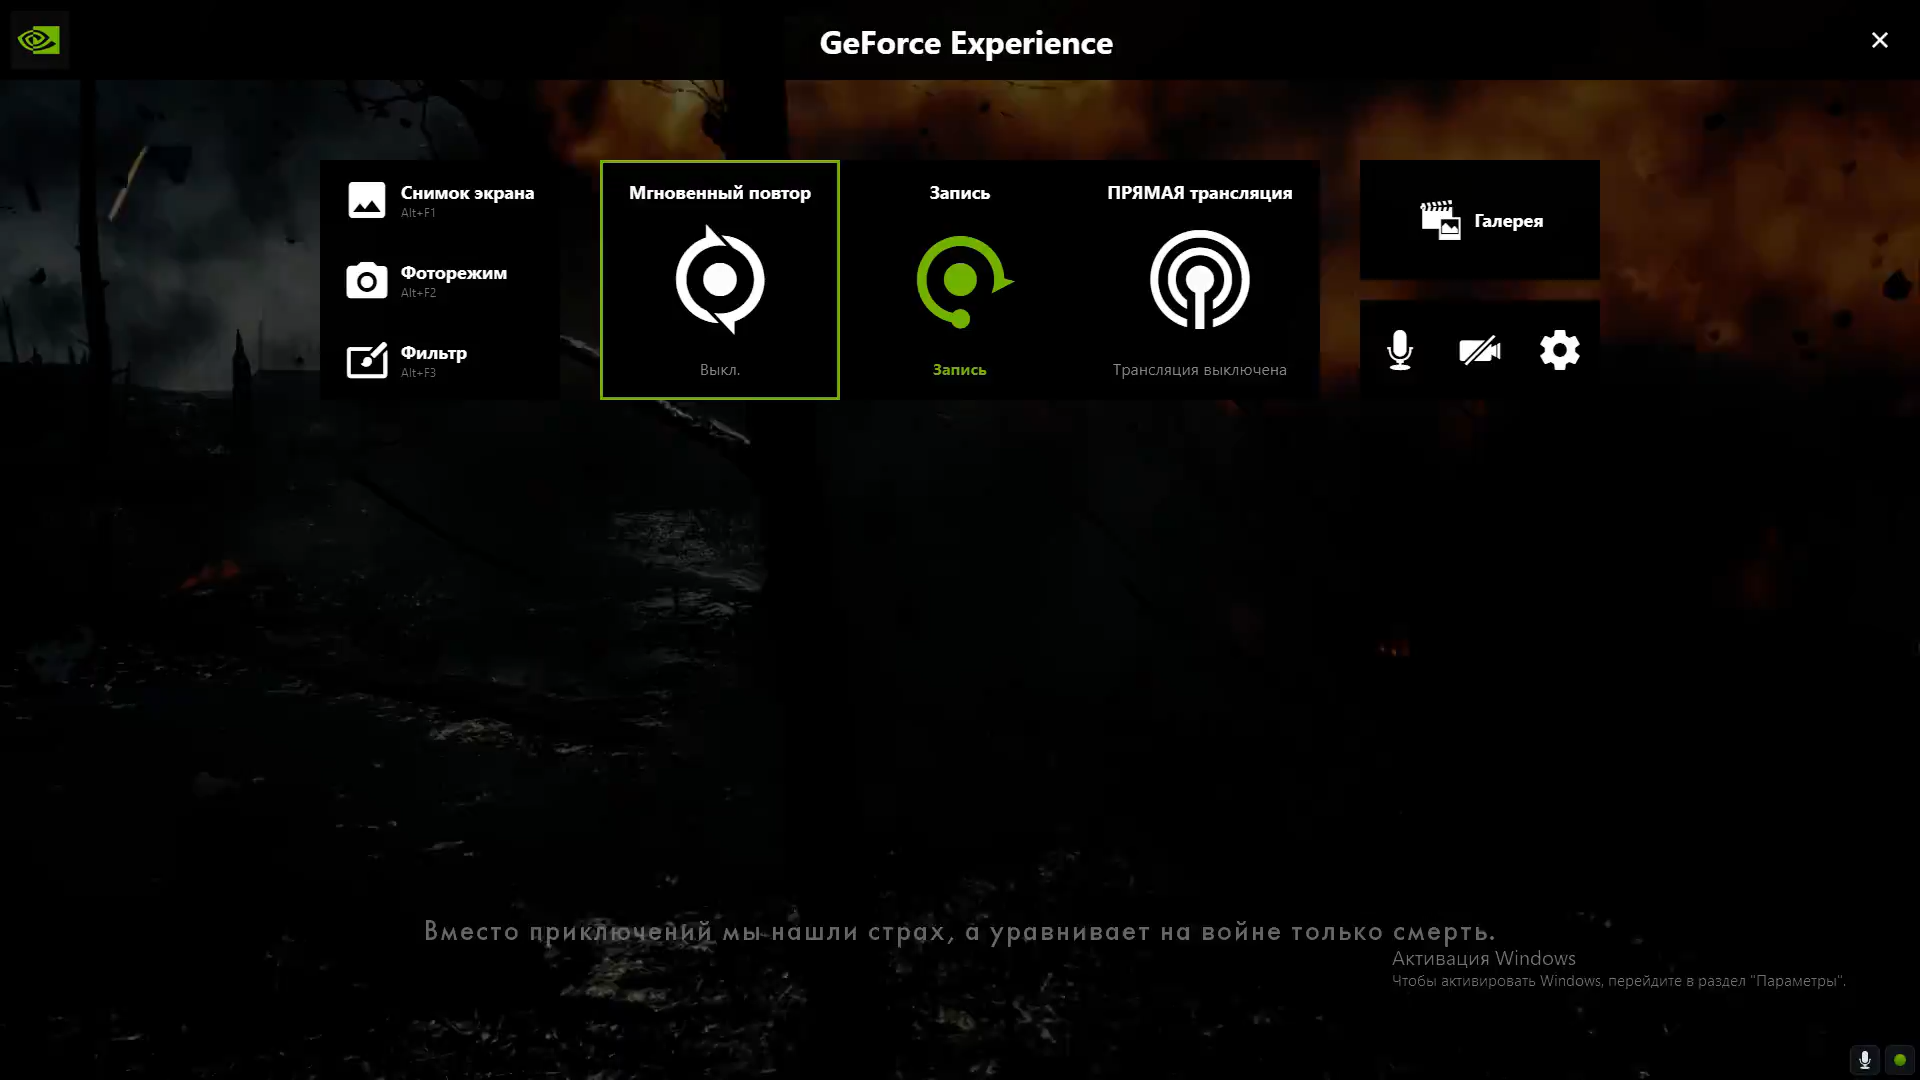 GeForce Experience
Снимок экрана
Alt+F1
Фоторежим
Alt+F2
Фильтр
Alt+F3
Мгновенный повтор
Выкл.
Запись
Запись
ПРЯМАЯ трансляция
Трансляция выключена
Галерея
Вместо приключений мы нашли страх, а уравнивает на войне только смерть.
Активация Windows
Чтобы активировать Windows, перейдите в раздел "Параметры".